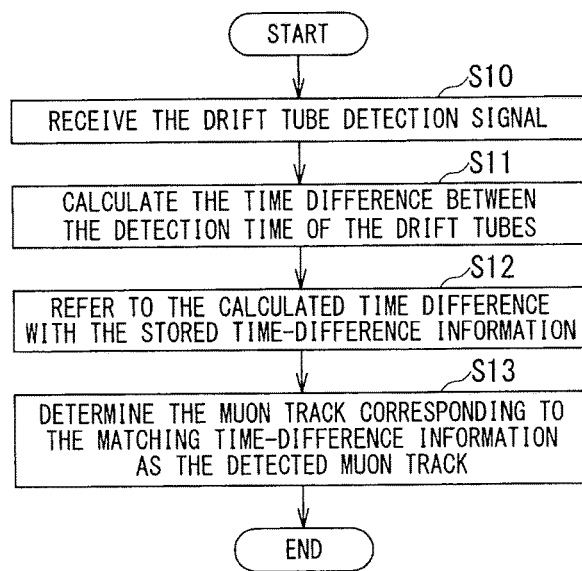 START
S10
RECEIVE THE DRIFT TUBE DETECTION SIGNAL
S11
CALCULATE THE TIME DIFFERENCE BETWEEN
THE DETECTION TIME OF THE DRIFT TUBES
S12
REFER TO THE CALCULATED TIME DIFFERENCE
WITH THE STORED TIME-DIFFERENCE INFORMATION
S13
DETERMINE THE MUON TRACK CORRESPONDING TO
THE MATCHING TIME-DIFFERENCE INFORMATION
AS THE DETECTED MUON TRACK
END